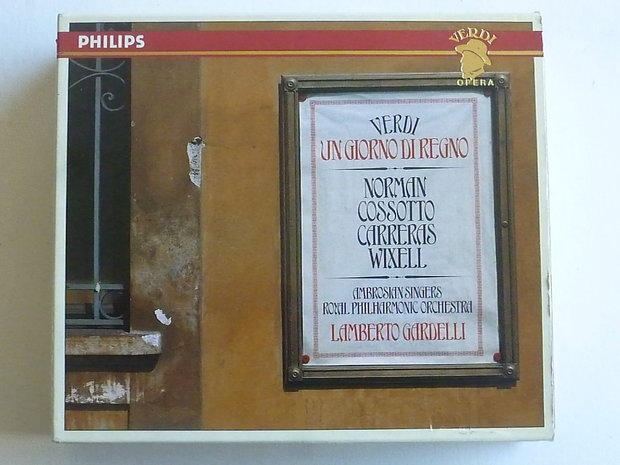 PHILIPS
VERDI
OPERA
VERDI
UN GIORNO DI REGNO
NORMAN
COSSOTTO
CARRERAS
WIXELL
AMBROSIAN SINGERS
ROYAL PHILHARMONIC ORCHESTRA
LAMBERTO GARDELLI